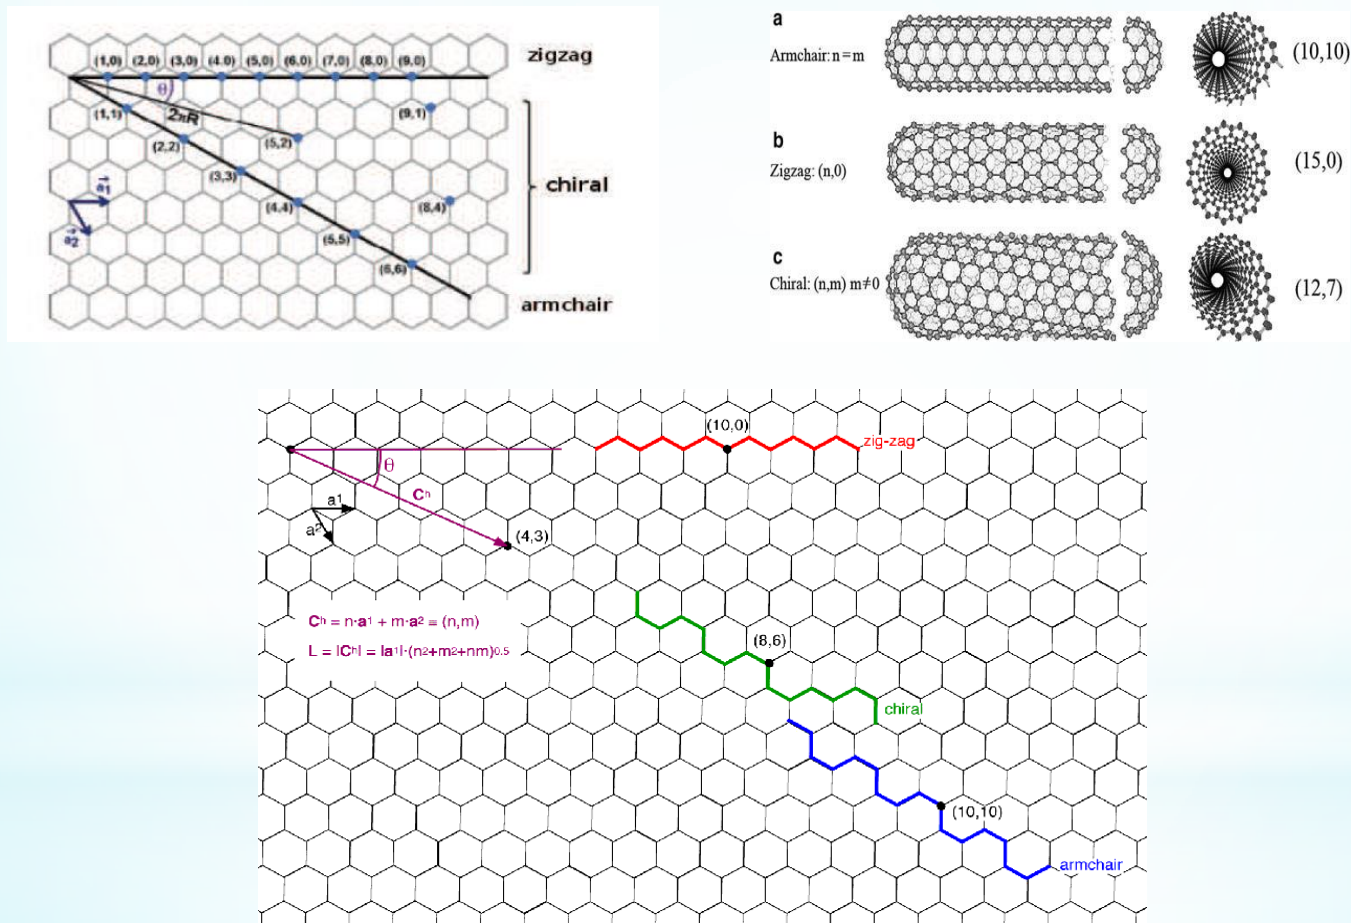 zigzag
(1,0) (2,0) (3,0) (4,0) (5,0) (6,0) (7,0) (8,0) (9,0)
θ
(1,1)
2πR
(9,1)
(2,2)
(5,2)
(3,3)
chiral
a1
(4,4)
(8,4)
a2
(5,5)
(6,6)
armchair
a
Armchair: n=m
(10,10)
b
Zigzag: (n,0)
(15,0)
c
Chiral: (n,m) m≠0
(12,7)
(10,0)
zig-zag
θ
Ch
a1
a2
(4,3)
Ch = n·a1 + m·a2 ≡ (n,m)
L = |Ch| = |a1|·(n2+m2+nm)0.5
(8,6)
chiral
(10,10)
armchair